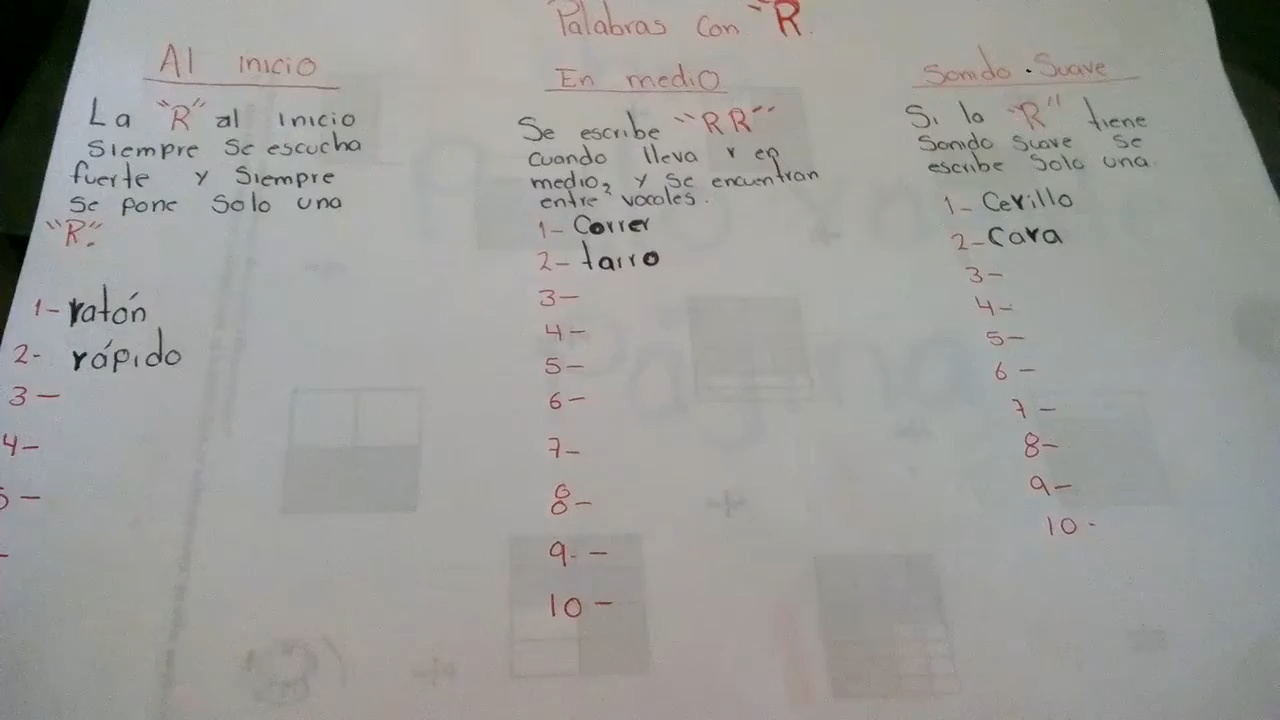 Palabras con "R.
Al inicio
La "R" al inicio
siempre se escucha
fuerte y siempre
se pone solo una
"R".
1- ratón
2- rápido
3-
4-
5-
-
En medio
Se escribe "RR"
cuando lleva r en
medio, y se encuentran
entre vocales.
1- Correr
2- tarro
3-
4-
5-
6-
7-
8-
9.-
10-
Sonido Suave
Si la "R" tiene
Sonido suave se
escribe Solo una.
1- Cerillo
2- Cara
3-
4-
5-
6-
7-
8-
9-
10-